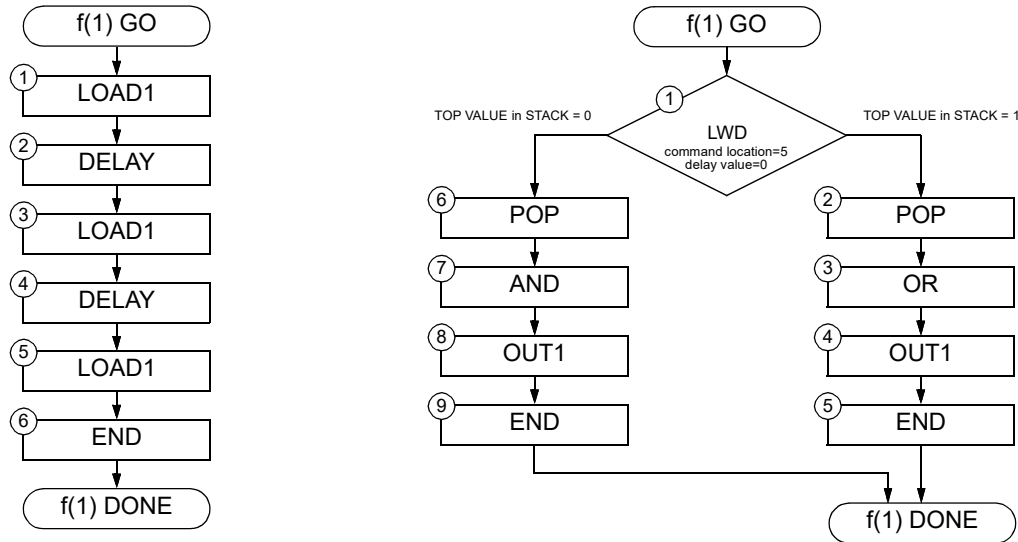 f(1) GO
1
LOAD1
2
DELAY
3
LOAD1
4
DELAY
5
LOAD1
6
END
f(1) DONE
f(1) GO
1
TOP VALUE in STACK = 0
TOP VALUE in STACK = 1
LWD
command location=5
delay value=0
6
POP
7
AND
8
OUT1
9
END
2
POP
3
OR
4
OUT1
5
END
f(1) DONE